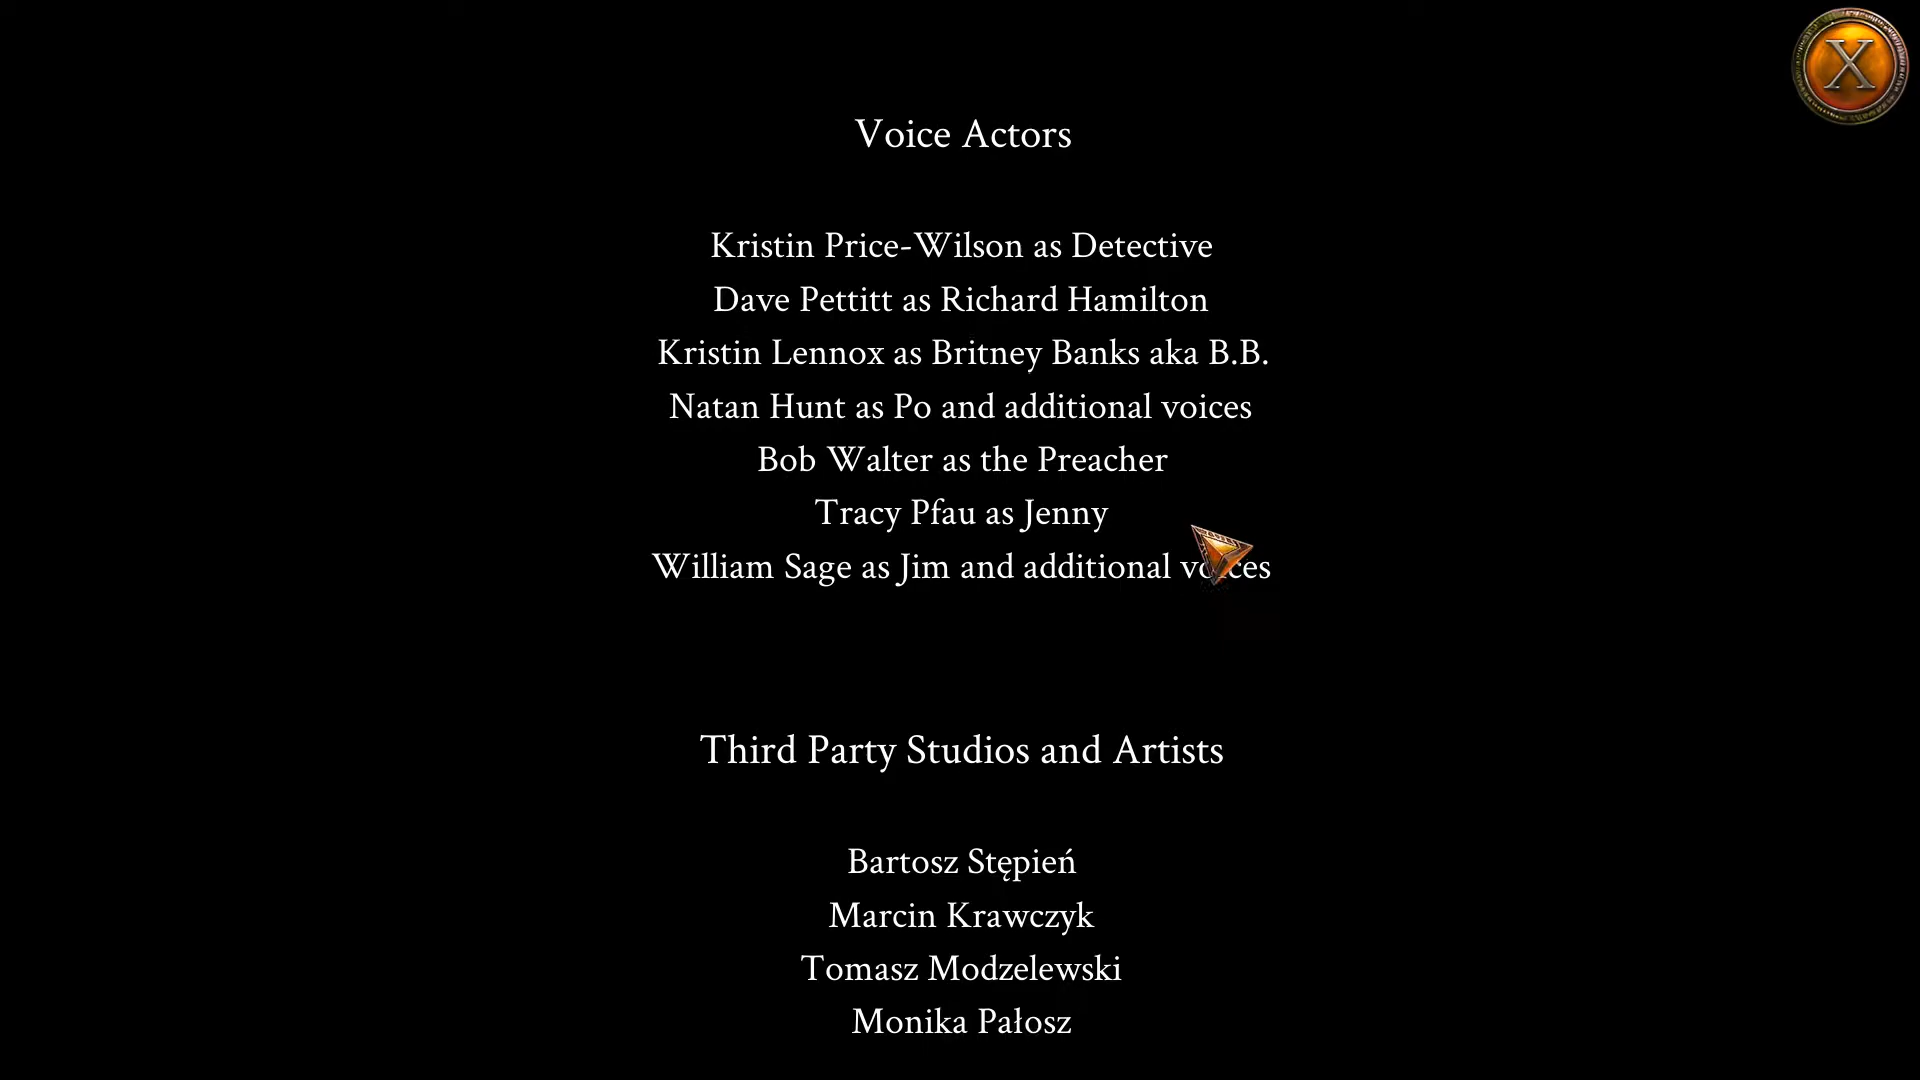 X
Voice Actors
Kristin Price-Wilson as Detective
Dave Pettitt as Richard Hamilton
Kristin Lennox as Britney Banks aka B.B.
Natan Hunt as Po and additional voices
Bob Walter as the Preacher
Tracy Pfau as Jenny
William Sage as Jim and additional voices
Third Party Studios and Artists
Bartosz Stępień
Marcin Krawczyk
Tomasz Modzelewski
Monika Pałosz